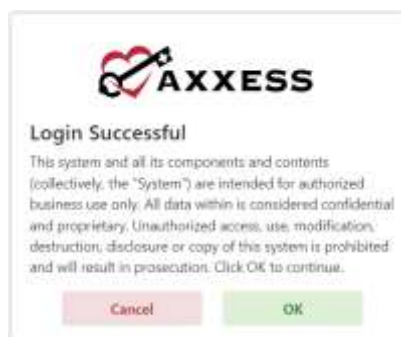 AXXESS
Login Successful
This system and all its components and contents
(collectively, the "System") are intended for authorized
business use only. All data within is considered confidential
and proprietary. Unauthorized access, use, modification,
destruction, disclosure or copy of this system is prohibited
and will result in prosecution. Click OK to continue.
Cancel
OK